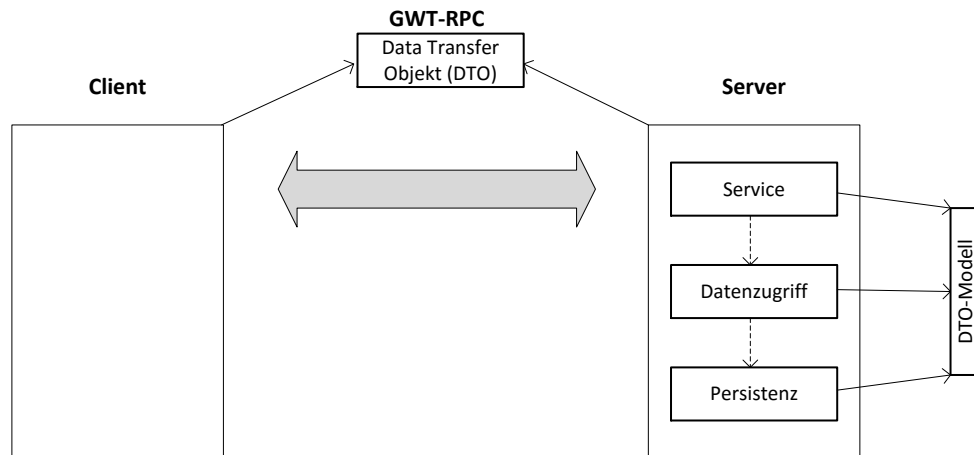 GWT-RPC
Data Transfer
Objekt (DTO)
Client
Server
Service
Datenzugriff
Persistenz
DTO-Modell